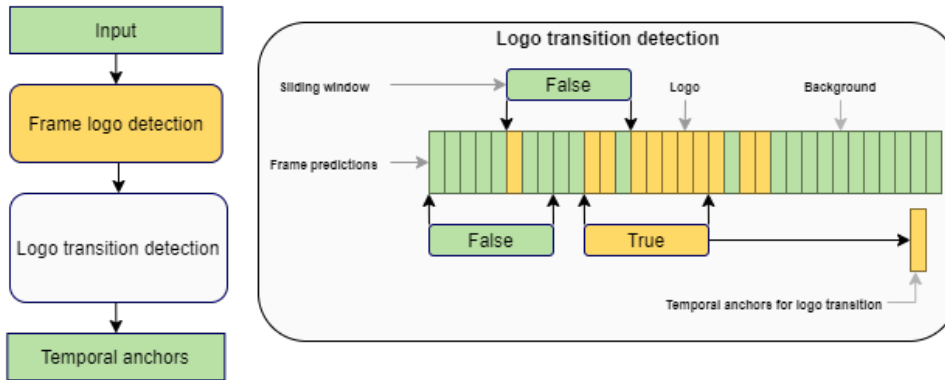 Input
Frame logo detection
Logo transition detection
Temporal anchors
Logo transition detection
Sliding window
False
Logo
Background
Frame predictions
False
True
Temporal anchors for logo transition